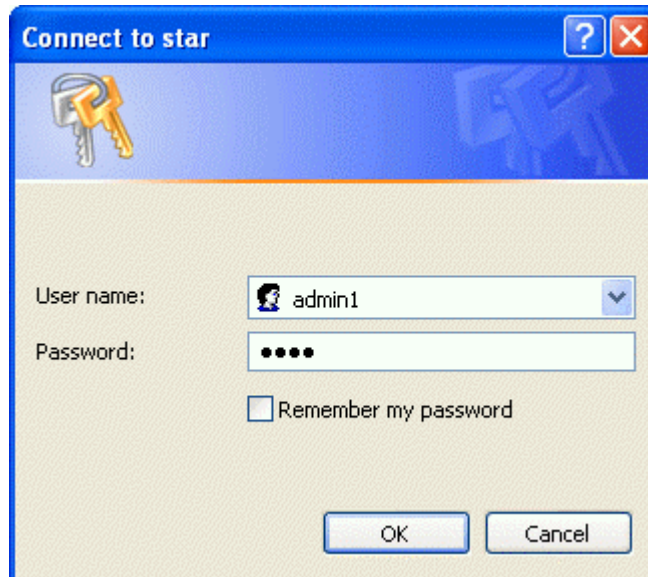 Connect to star
User name:
admin1
Password:
••••
Remember my password
OK
Cancel